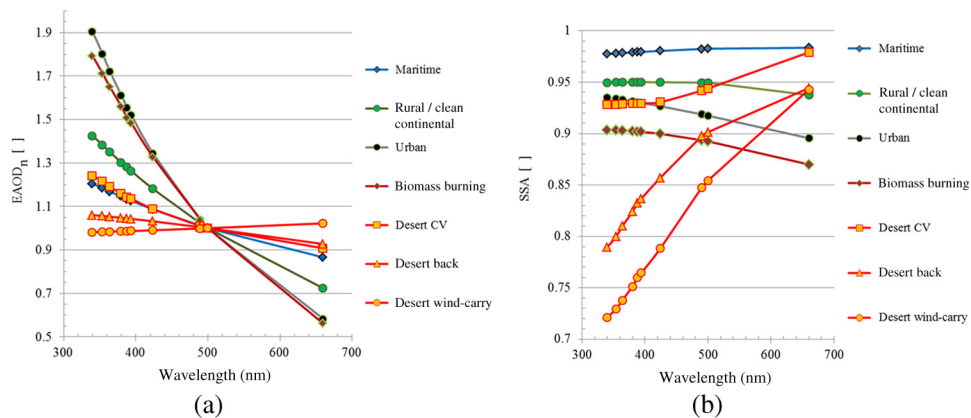 1.9
1.7
1.5
1.3
1.1
0.9
0.7
0.5
EAODn [ ]
300 400 500 600 700
Wavelength (nm)
Maritime
Rural / clean
continental
Urban
Biomass burning
Desert CV
Desert back
Desert wind-carry
(a)
1
0.95
0.9
0.85
0.8
0.75
0.7
SSA [ ]
300 400 500 600 700
Wavelength (nm)
Maritime
Rural / clean
continental
Urban
Biomass burning
Desert CV
Desert back
Desert wind-carry
(b)